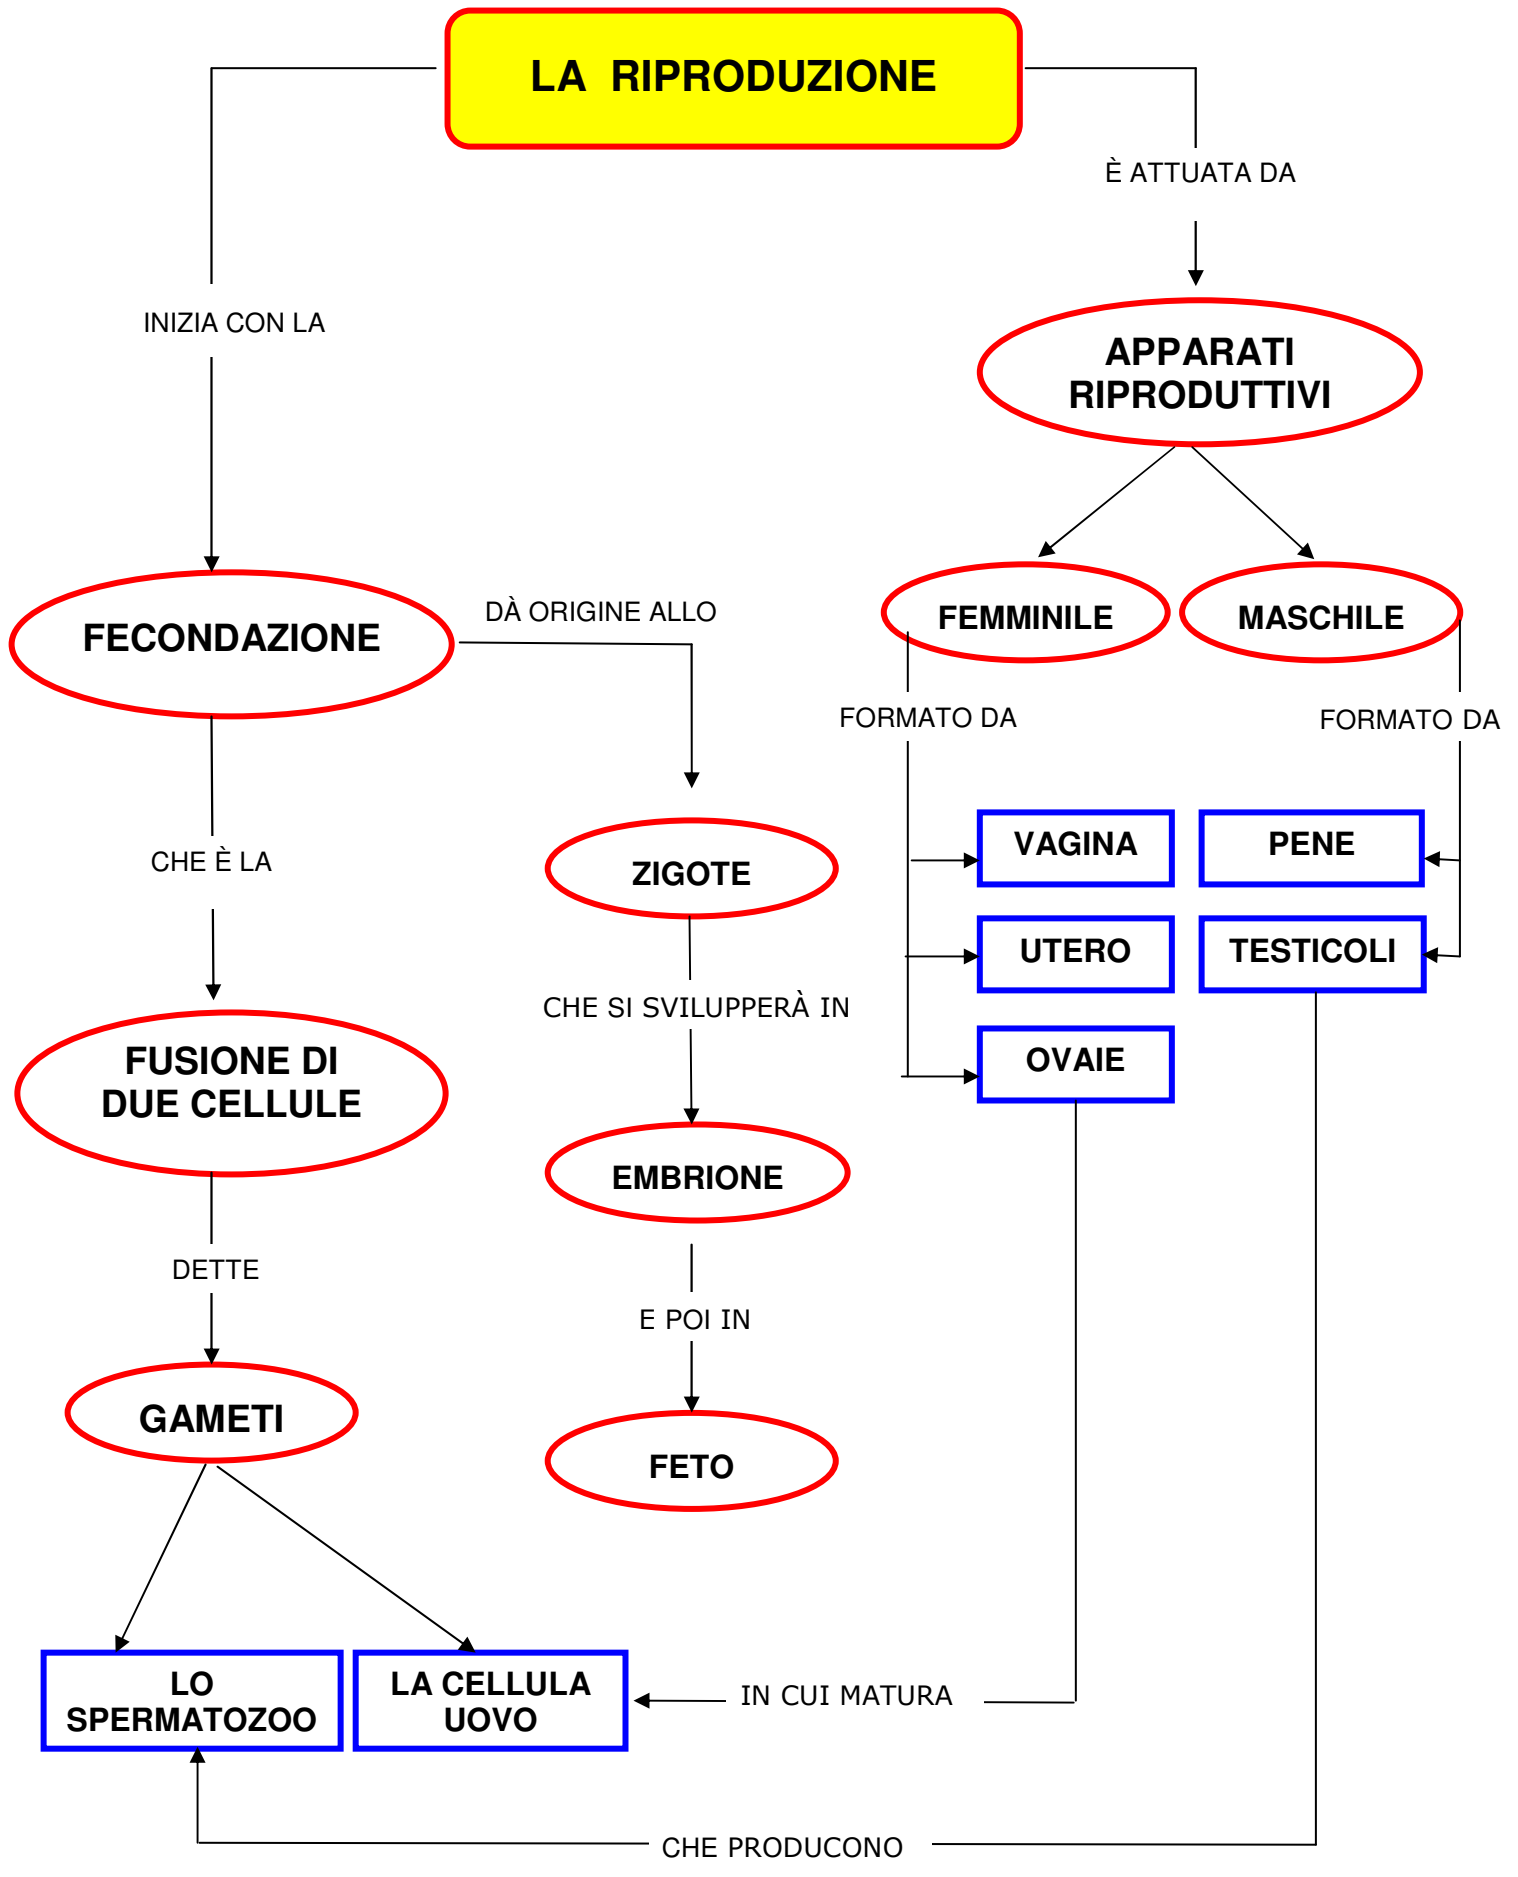 LA RIPRODUZIONE
È ATTUATA DA
INIZIA CON LA
APPARATI
RIPRODUTTIVI
FECONDAZIONE
DÀ ORIGINE ALLO
FEMMINILE
MASCHILE
FORMATO DA
FORMATO DA
VAGINA
PENE
CHE È LA
ZIGOTE
UTERO
TESTICOLI
CHE SI SVILUPPERÀ IN
FUSIONE DI
DUE CELLULE
OVAIE
EMBRIONE
DETTE
E POI IN
GAMETI
FETO
LO
SPERMATOZOO
LA CELLULA
UOVO
IN CUI MATURA
CHE PRODUCONO